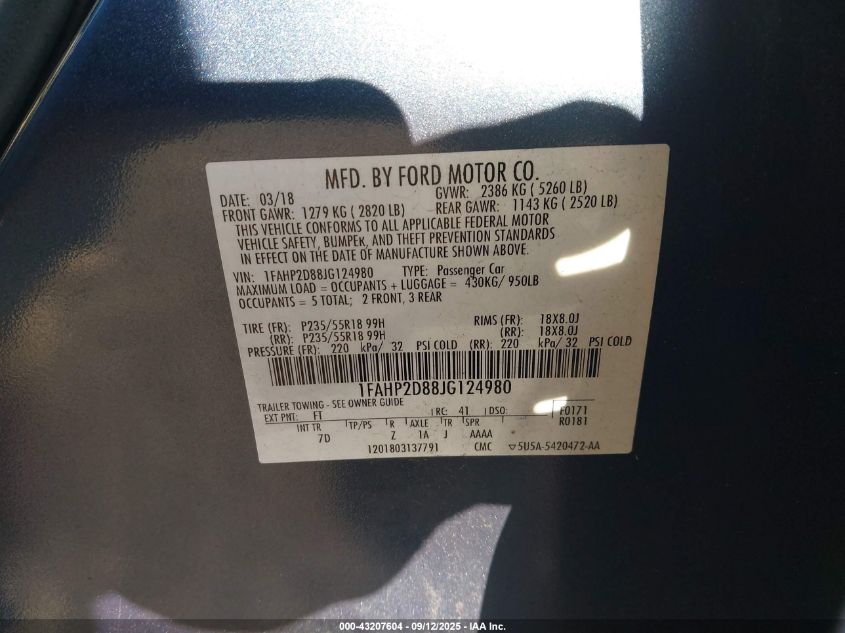 MFD. BY FORD MOTOR CO.
DATE: 03/18 GVWR: 2386 KG ( 5260 LB)
FRONT GAWR: 1279 KG ( 2820 LB) REAR GAWR: 1143 KG ( 2520 LB)
THIS VEHICLE CONFORMS TO ALL APPLICABLE FEDERAL MOTOR
VEHICLE SAFETY, BUMPER, AND THEFT PREVENTION STANDARDS
IN EFFECT ON THE DATE OF MANUFACTURE SHOWN ABOVE.
VIN: 1FAHP2D88JG124980 TYPE: Passenger Car
MAXIMUM LOAD = OCCUPANTS + LUGGAGE = 430KG/ 950LB
OCCUPANTS = 5 TOTAL; 2 FRONT, 3 REAR
TIRE (FR): P235/55R18 99H RIMS (FR): 18X8.0J
(RR): P235/55R18 99H (RR): 18X8.0J
PRESSURE (FR): 220 kPa/ 32 PSI COLD (RR): 220 kPa/ 32 PSI COLD
1FAHP2D88JG124980
TRAILER TOWING - SEE OWNER GUIDE
EXT PNT: FT RC: 41 DSO: F0171
INT TR TP/PS R AXLE TR SPR R0181
7D Z 1A J AAAA
1201803137791 CMC 5U5A-5420472-AA
000-43207604 - 09/12/2025 - 09/12/2025